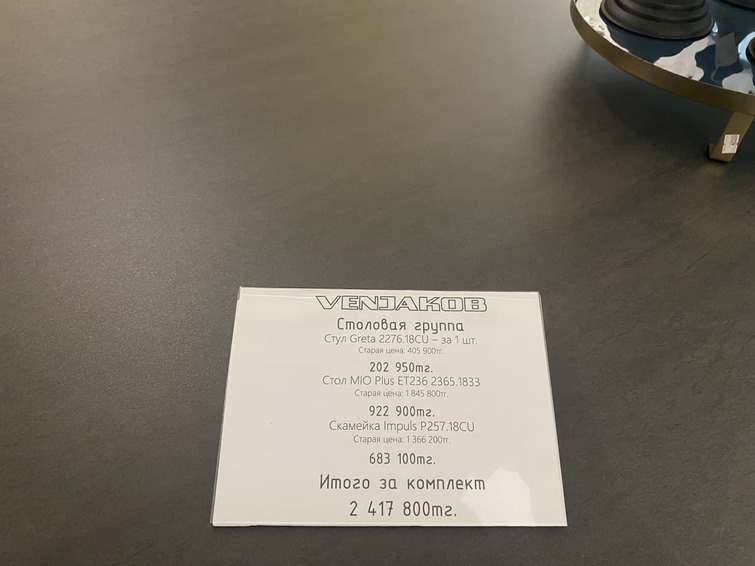 VENJAKOB
Столовая группа
Стул Greta 2276.18CU – за 1 шт.
Старая цена: 405 900тг.
202 950тг.
Стол MIO Plus ET236 2365.1833
Старая цена: 1 845 800тг.
922 900тг.
Скамейка Impuls P257.18CU
Старая цена: 1 366 200тг.
683 100тг.
Итого за комплект
2 417 800тг.